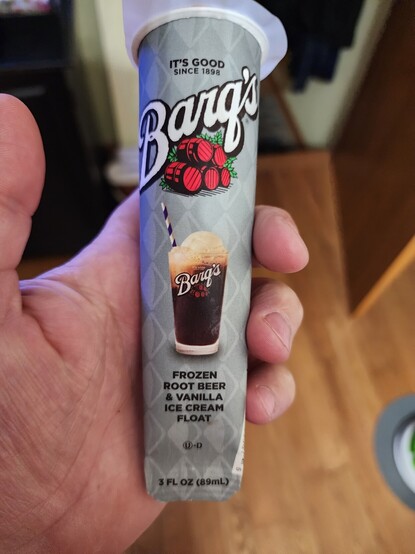 IT'S GOOD
SINCE 1898
Barq's
Barq's
FROZEN
ROOT BEER
& VANILLA
ICE CREAM
FLOAT
U-D
3 FL OZ (89mL)